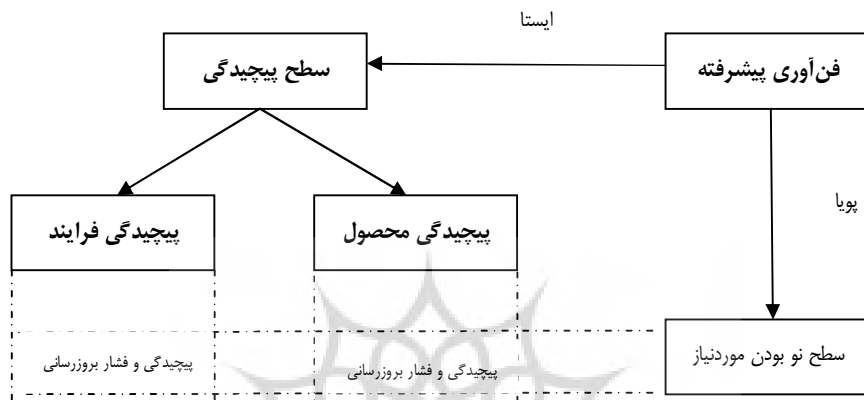 ایستا
فن‌آوری پیشرفته
سطح پیچیدگی
پویا
پیچیدگی محصول
پیچیدگی فرایند
سطح نو بودن موردنیاز
پیچیدگی و فشار بروزرسانی
پیچیدگی و فشار بروزرسانی